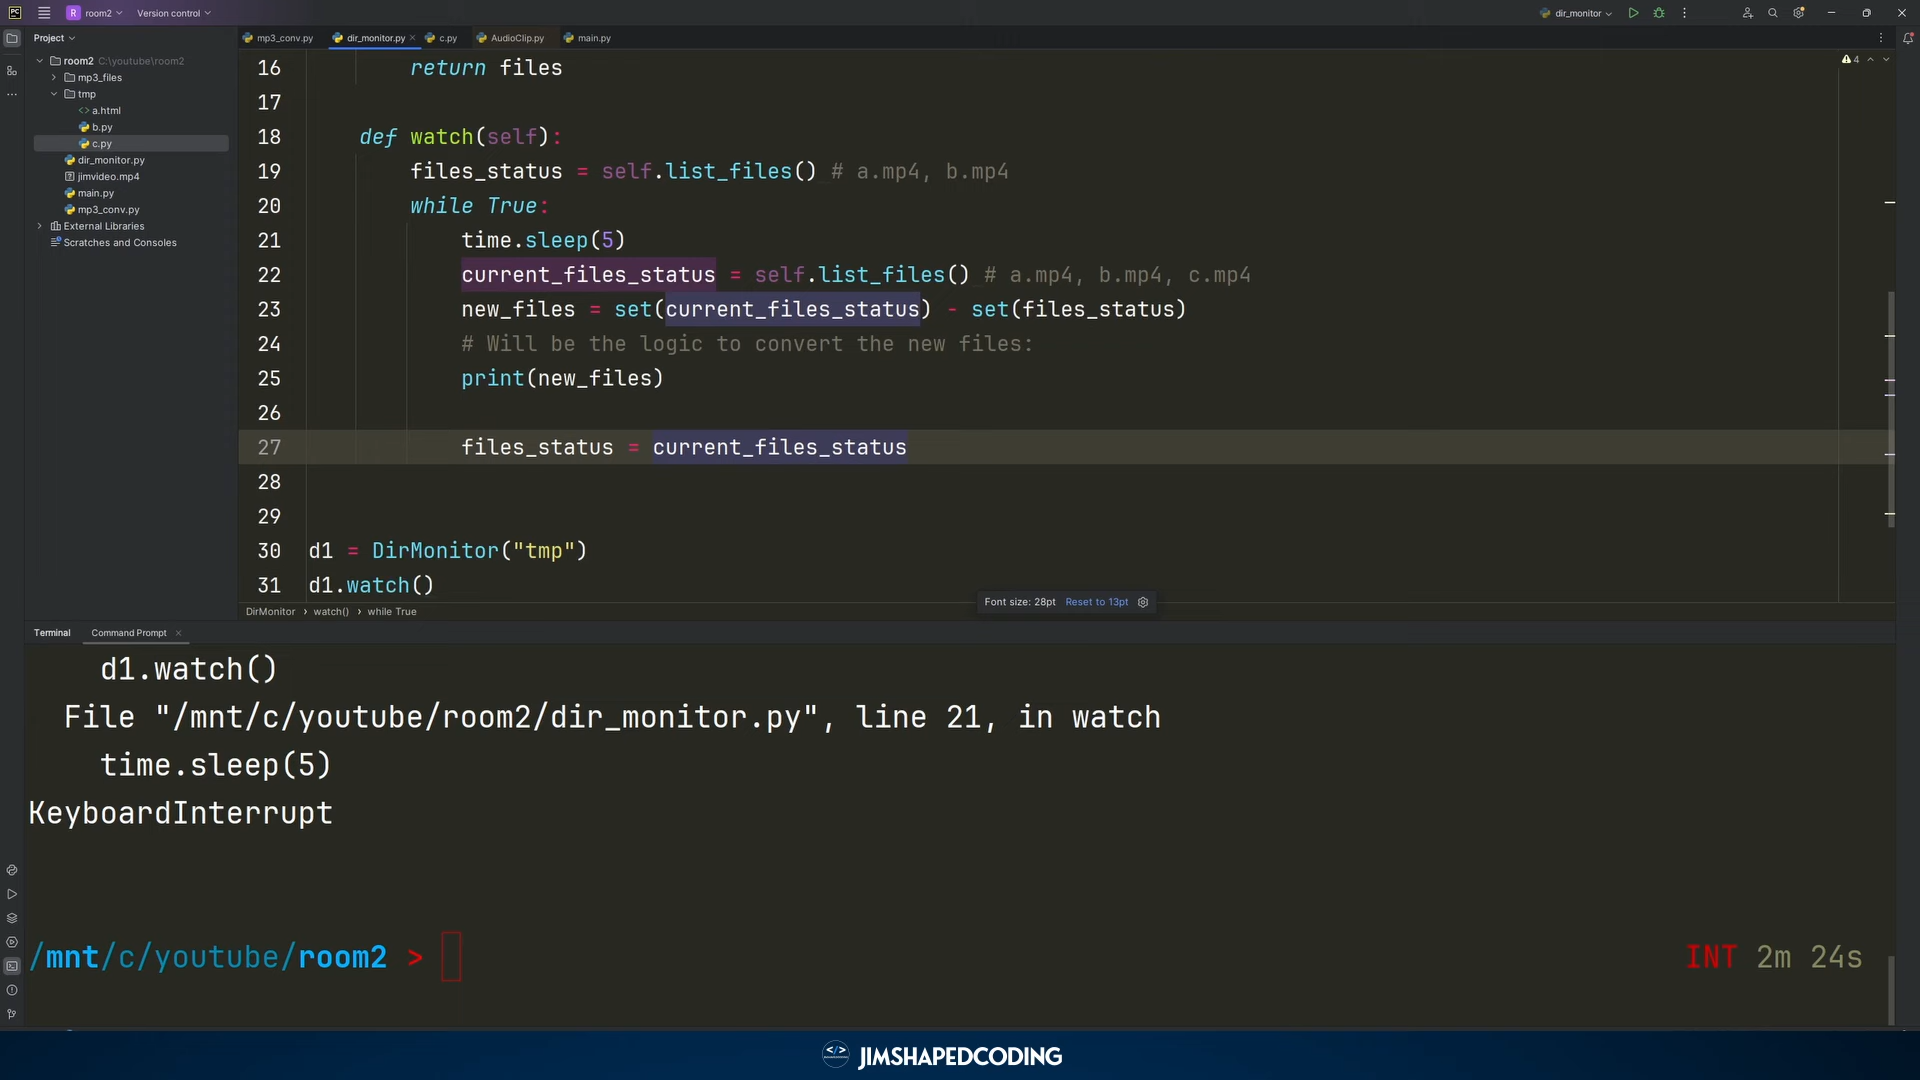 PC
R room2
Version control
dir_monitor
Project
mp3_conv.py
dir_monitor.py
c.py
AudioClip.py
main.py
room2 C:\youtube\room2
mp3_files
tmp
<> a.html
b.py
c.py
dir_monitor.py
jimvideo.mp4
main.py
mp3_conv.py
External Libraries
Scratches and Consoles
4
16 return files
17
18 def watch(self):
19 files_status = self.list_files() # a.mp4, b.mp4
20 while True:
21 time.sleep(5)
22 current_files_status = self.list_files() # a.mp4, b.mp4, c.mp4
23 new_files = set(current_files_status) - set(files_status)
24 # Will be the logic to convert the new files:
25 print(new_files)
26
27 files_status = current_files_status
28
29
30 d1 = DirMonitor("tmp")
31 d1.watch()
Font size: 28pt Reset to 13pt
DirMonitor > watch() > while True
Terminal Command Prompt
d1.watch()
File "/mnt/c/youtube/room2/dir_monitor.py", line 21, in watch
time.sleep(5)
KeyboardInterrupt
/mnt/c/youtube/room2 > INT 2m 24s
</> JIMSHAPEDCODING